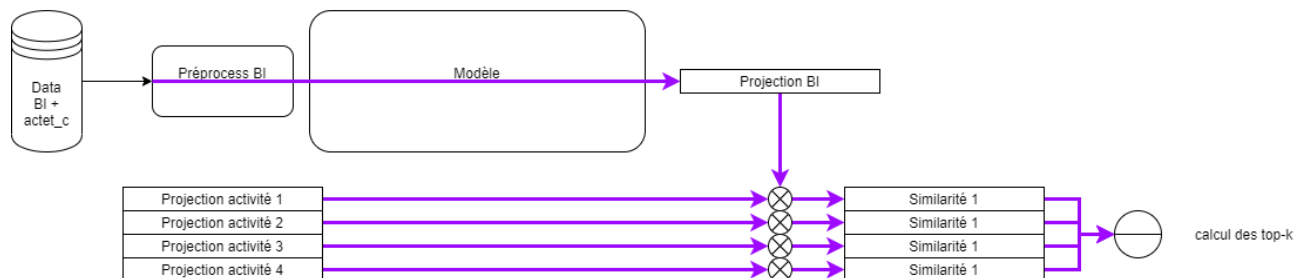 Data
BI +
actet_c
Préprocess BI
Modèle
Projection BI
Projection activité 1
Similarité 1
Projection activité 2
Similarité 1
Projection activité 3
Similarité 1
Projection activité 4
Similarité 1
calcul des top-k